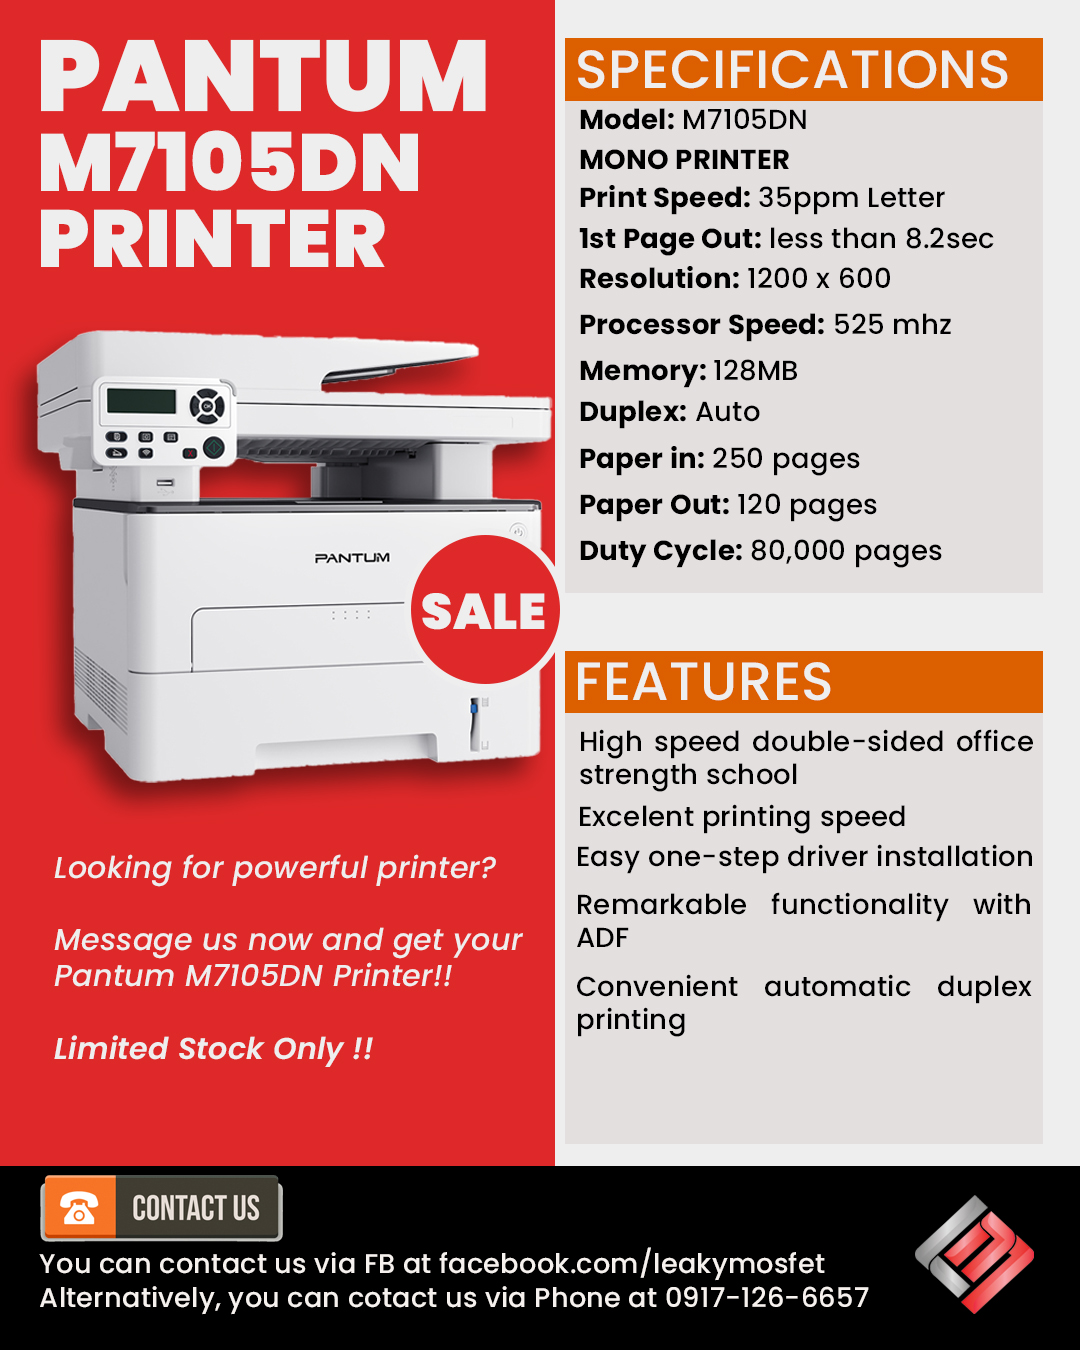 PANTUM
M7105DN
PRINTER
PANTUM
SALE
Looking for powerful printer?
Message us now and get your
Pantum M7105DN Printer!!
Limited Stock Only !!
SPECIFICATIONS
Model: M7105DN
MONO PRINTER
Print Speed: 35ppm Letter
1st Page Out: less than 8.2sec
Resolution: 1200 x 600
Processor Speed: 525 mhz
Memory: 128MB
Duplex: Auto
Paper in: 250 pages
Paper Out: 120 pages
Duty Cycle: 80,000 pages
FEATURES
High speed double-sided office
strength school
Excelent printing speed
Easy one-step driver installation
Remarkable functionality with
ADF
Convenient automatic duplex
printing
CONTACT US
You can contact us via FB at facebook.com/leakymosfet
Alternatively, you can cotact us via Phone at 0917-126-6657